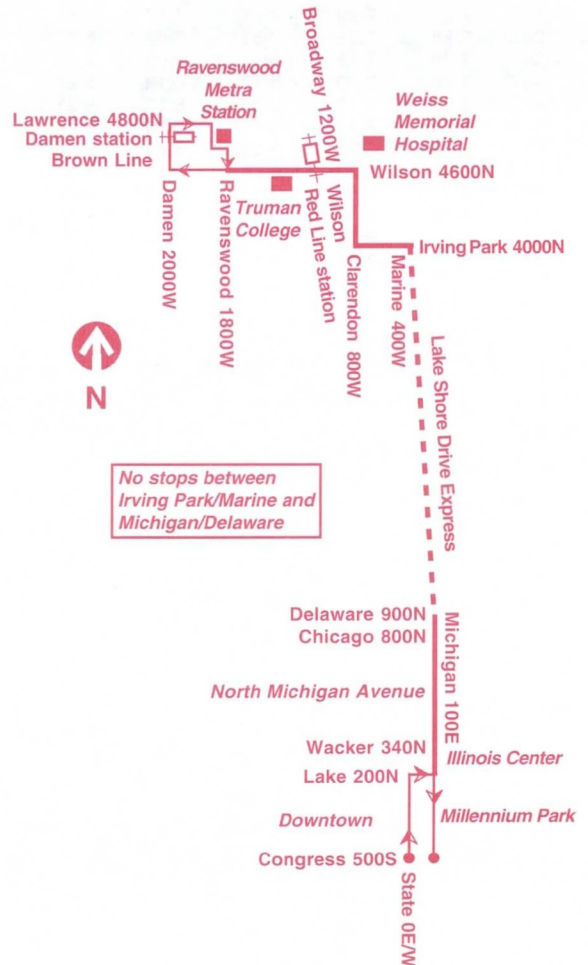 Broadway 1200W
Ravenswood
Metra
Station
Weiss
Memorial
Hospital
Lawrence 4800N
Damen station
Brown Line
Wilson 4600N
Truman
College
Wilson
Red Line station
Damen 2000W
Ravenswood 1800W
Clarendon 800W
Marine 400W
Irving Park 4000N
N
Lake Shore Drive Express
No stops between
Irving Park/Marine and
Michigan/Delaware
Delaware 900N
Chicago 800N
Michigan 100E
North Michigan Avenue
Wacker 340N
Illinois Center
Lake 200N
Downtown
Millennium Park
Congress 500S
State 0E/W